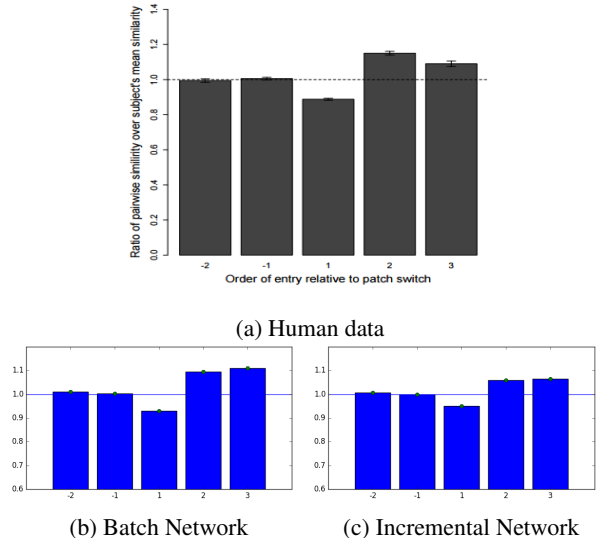 Ratio of pairwise similirity over subject's mean similarity
1.4
1.2
1.0
0.8
0.6
0.4
0.2
0.0
-2 -1 1 2 3
Order of entry relative to patch switch
(a) Human data
1.1
1.0
0.9
0.8
0.7
0.6
-2 -1 1 2 3
(b) Batch Network
1.1
1.0
0.9
0.8
0.7
0.6
-2 -1 1 2 3
(c) Incremental Network